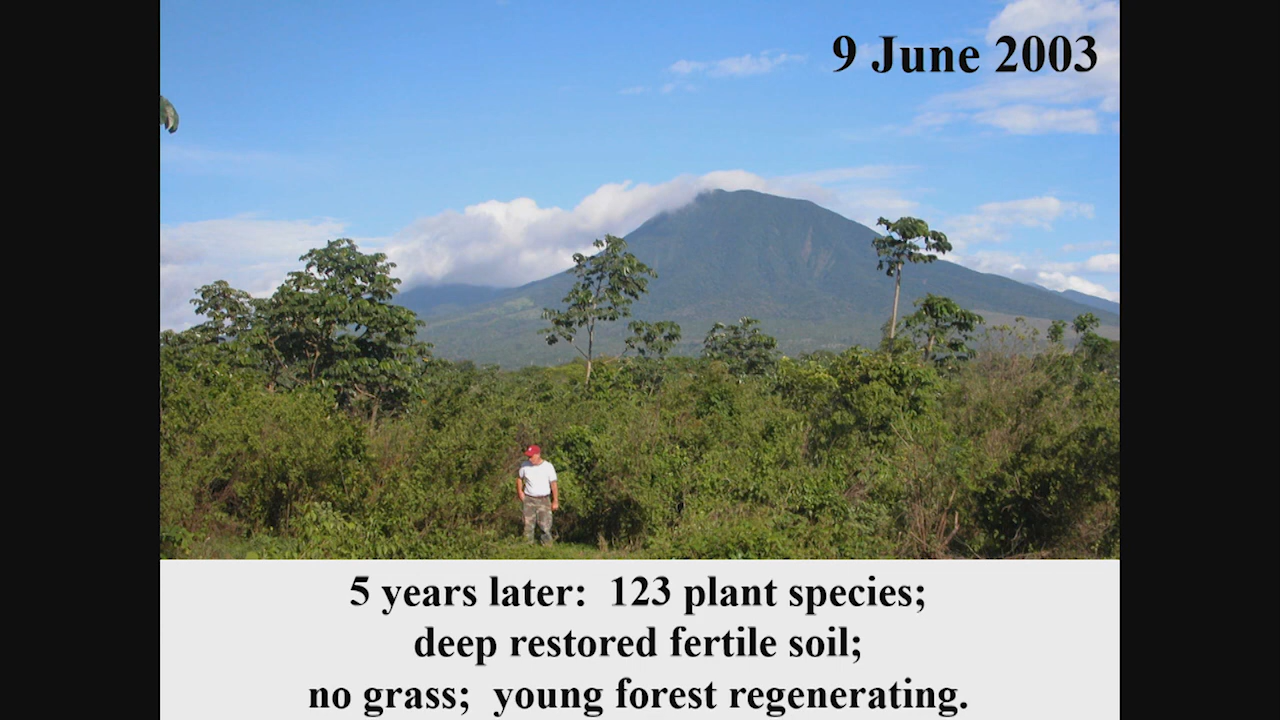 9 June 2003
5 years later: 123 plant species;
deep restored fertile soil;
no grass; young forest regenerating.